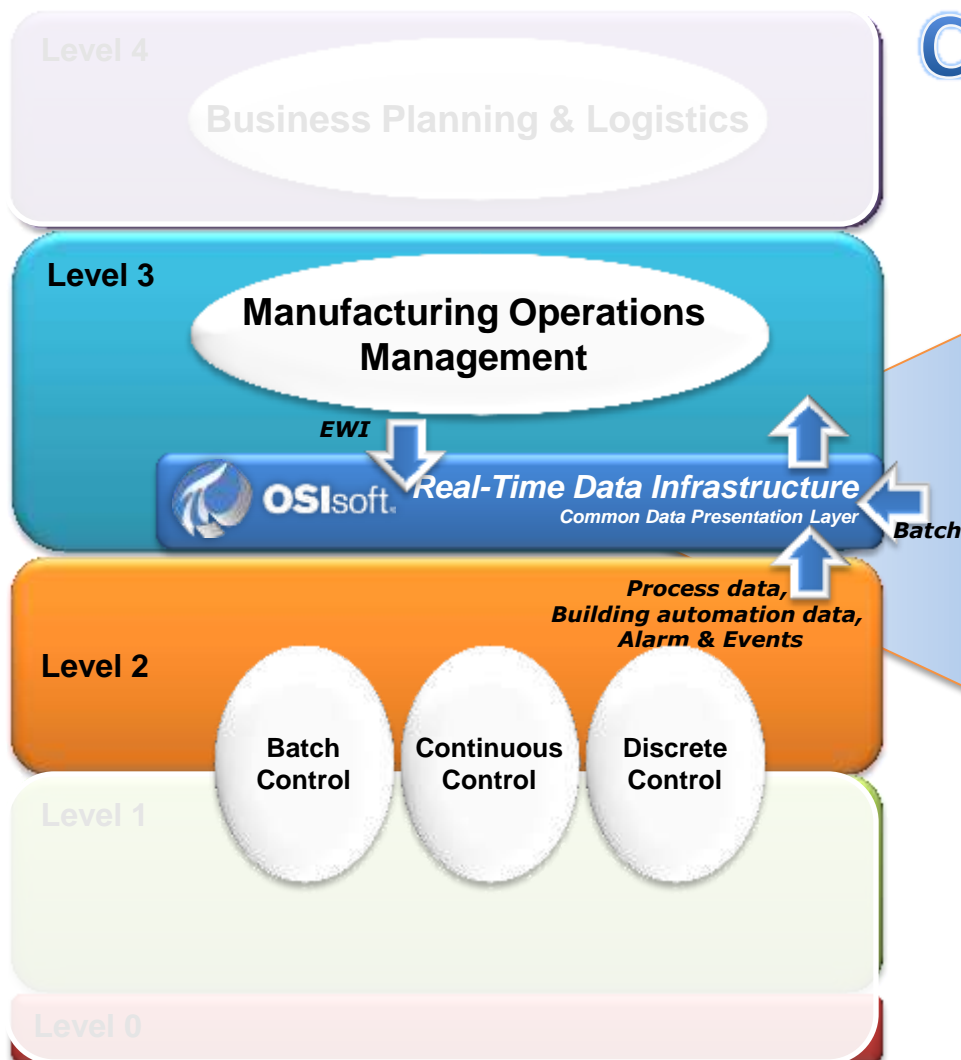 C
Level 4
Business Planning & Logistics
Level 3
Manufacturing Operations
Management
EWI
OSIsoft.
Real-Time Data Infrastructure
Common Data Presentation Layer
Batch
Process data,
Building automation data,
Alarm & Events
Level 2
Batch
Control
Continuous
Control
Discrete
Control
Level 1
Level 0